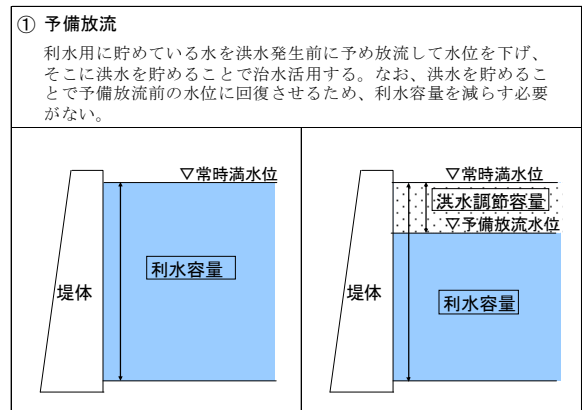 ① 予備放流
利水用に貯めている水を洪水発生前に予め放流して水位を下げ、
そこに洪水を貯めることで治水活用する。なお、洪水を貯めるこ
とで予備放流前の水位に回復させるため、利水容量を減らす必要
がない。
▽常時満水位
利水容量
堤体
▽常時満水位
洪水調節容量
▽予備放流水位
利水容量
堤体